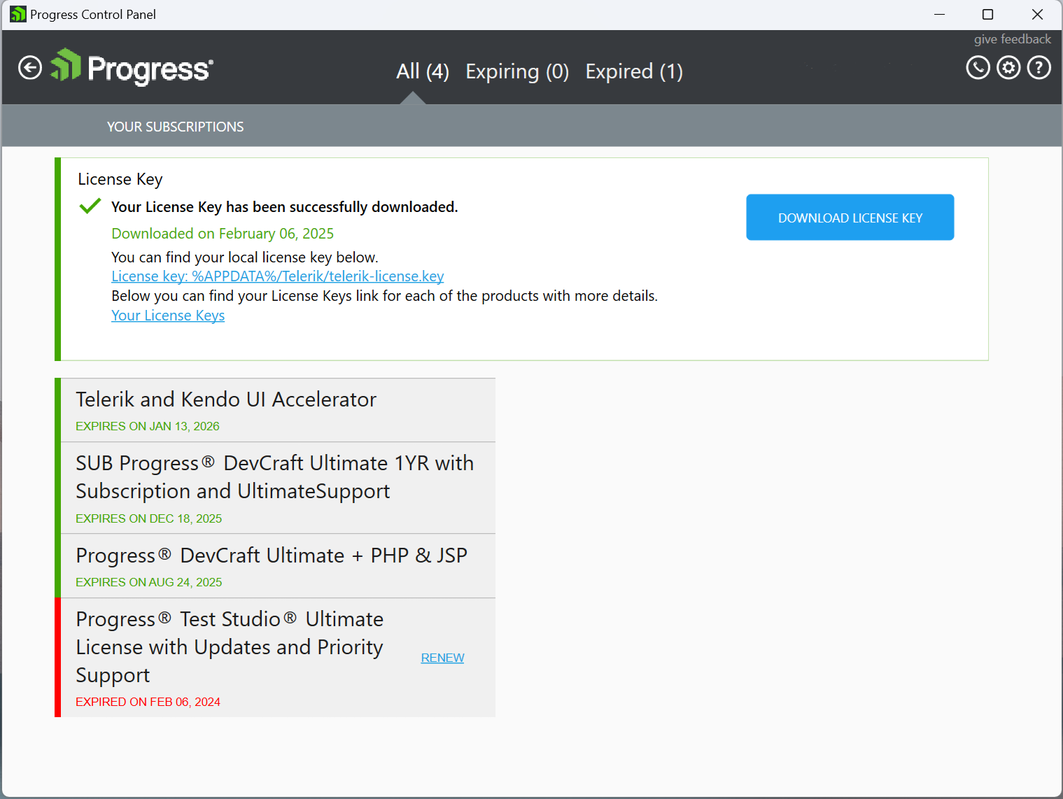 Progress Control Panel
give feedback
Progress®
All (4) Expiring (0) Expired (1)
YOUR SUBSCRIPTIONS
License Key
Your License Key has been successfully downloaded.
Downloaded on February 06, 2025
DOWNLOAD LICENSE KEY
You can find your local license key below.
License key: %APPDATA%/Telerik/telerik-license.key
Below you can find your License Keys link for each of the products with more details.
Your License Keys
Telerik and Kendo UI Accelerator
EXPIRES ON JAN 13, 2026
SUB Progress® DevCraft Ultimate 1YR with
Subscription and UltimateSupport
EXPIRES ON DEC 18, 2025
Progress® DevCraft Ultimate + PHP & JSP
EXPIRES ON AUG 24, 2025
Progress® Test Studio® Ultimate
License with Updates and Priority
Support
RENEW
EXPIRED ON FEB 06, 2024